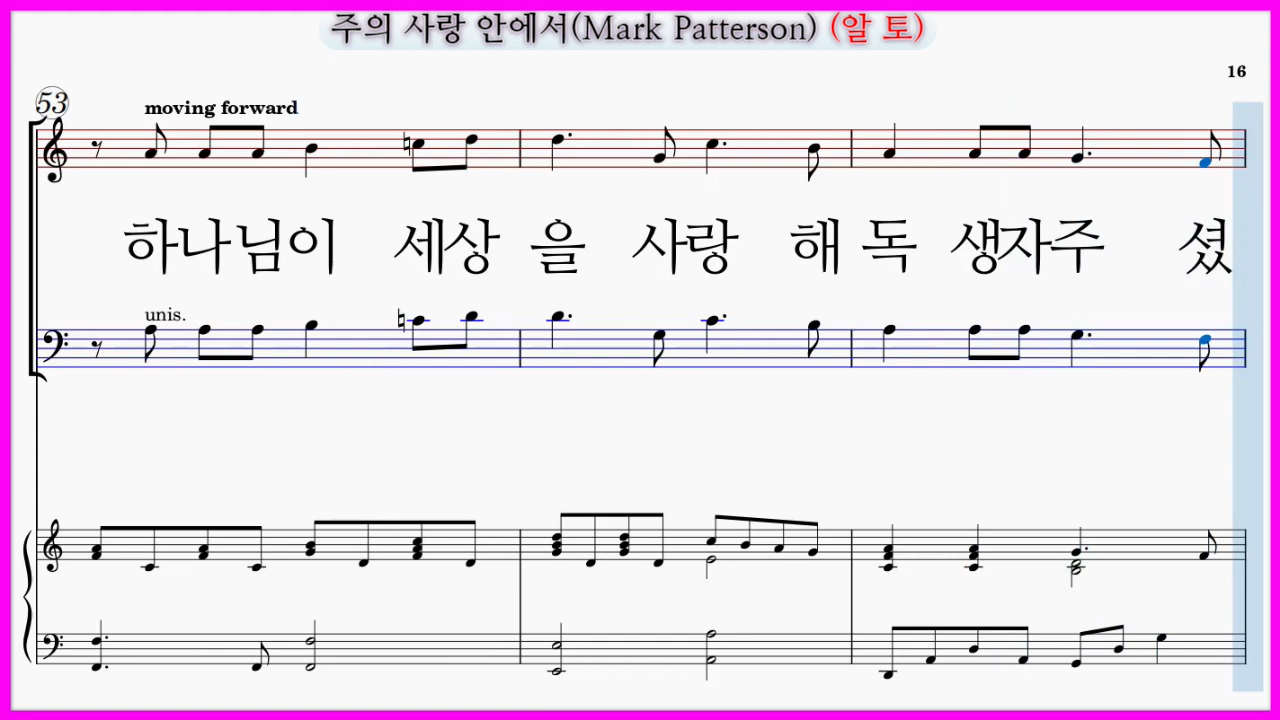 주의 사랑 안에서(Mark Patterson) (알 토)
16
53
moving forward
하나님이 세상 을 사랑 해 독 생자주 셨
unis.